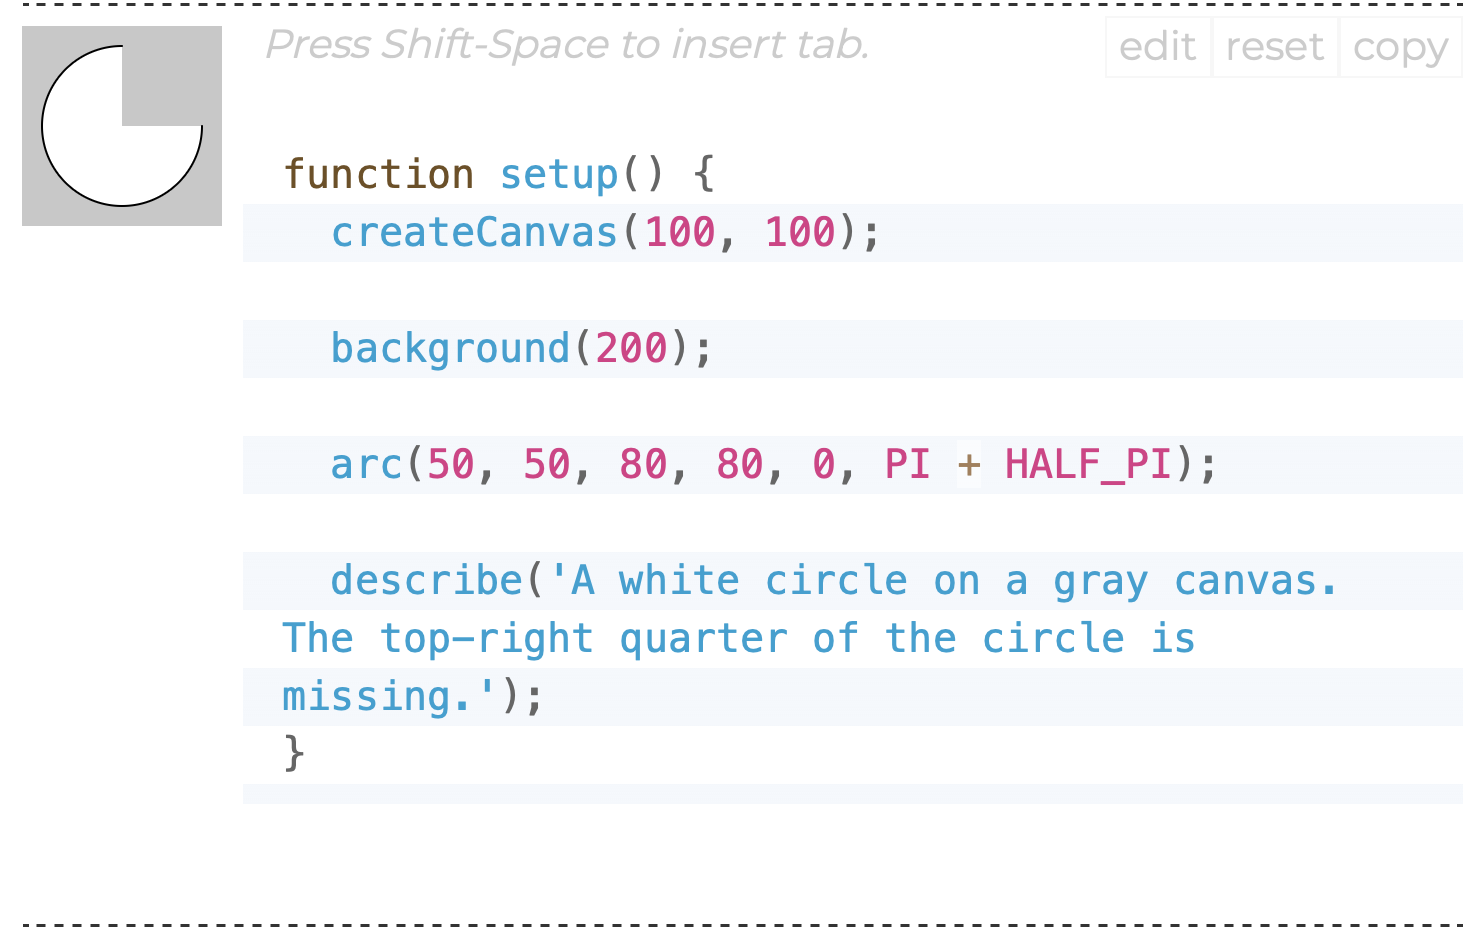 Press Shift-Space to insert tab.
edit reset copy
function setup() {
createCanvas(100, 100);
background(200);
arc(50, 50, 80, 80, 0, PI + HALF_PI);
describe('A white circle on a gray canvas.
The top-right quarter of the circle is
missing.');
}